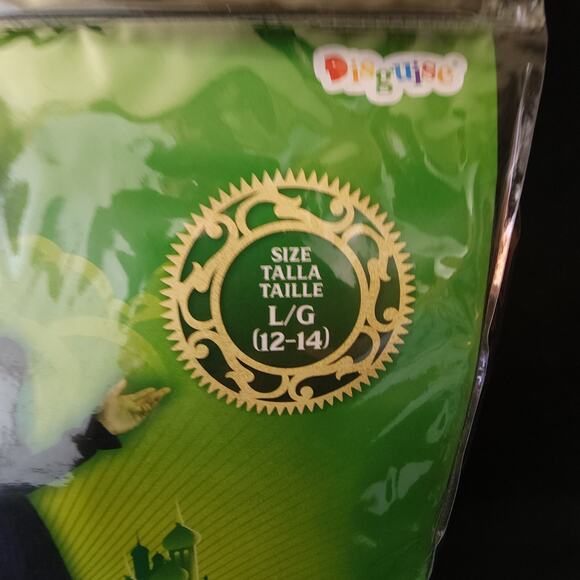 Disguise
SIZE
TALLA
TAILLE
L/G
(12-14)